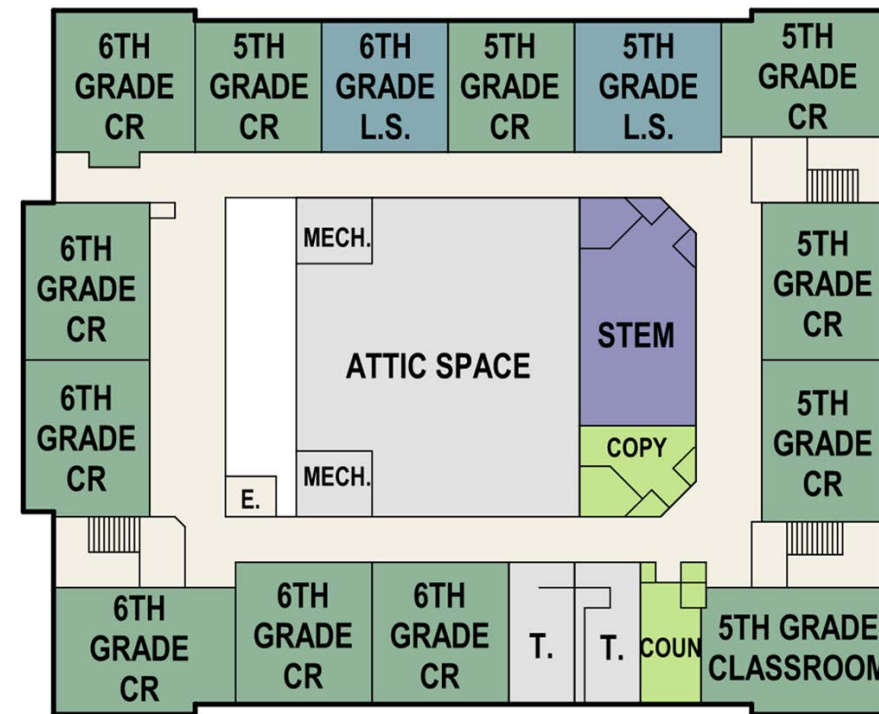 6TH
GRADE
CR
5TH
GRADE
CR
6TH
GRADE
L.S.
5TH
GRADE
CR
5TH
GRADE
L.S.
5TH
GRADE
CR
6TH
GRADE
CR
MECH.
ATTIC SPACE
STEM
5TH
GRADE
CR
6TH
GRADE
CR
MECH.
E.
COPY
5TH
GRADE
CR
6TH
GRADE
CR
6TH
GRADE
CR
6TH
GRADE
CR
T.
T.
COUN
5TH GRADE
CLASSROOM